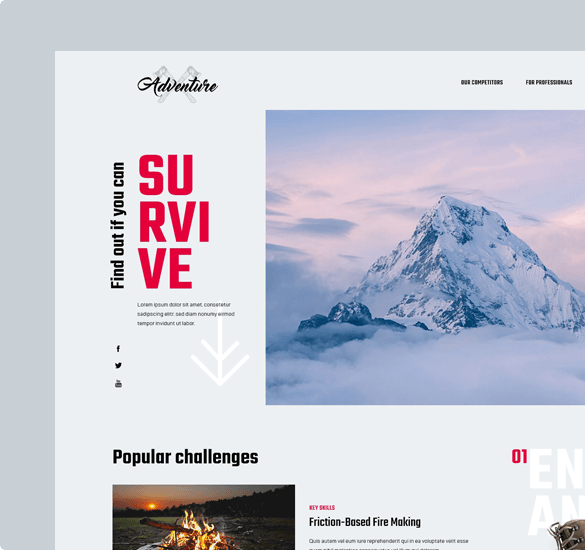 Adventure
OUR COMPETITORS
FOR PROFESSIONALS
Find out if you can
SU
RVI
VE
Lorem ipsum dolor sit amet, consetetur
sadipscing elitr, sed diam nonumy eirmod
tempor invidunt ut labor.
Popular challenges
01
EN
AN
KEY SKILLS
Friction-Based Fire Making
Quis autem vel eum iure reprehenderit qui in ea voluptate velit esse